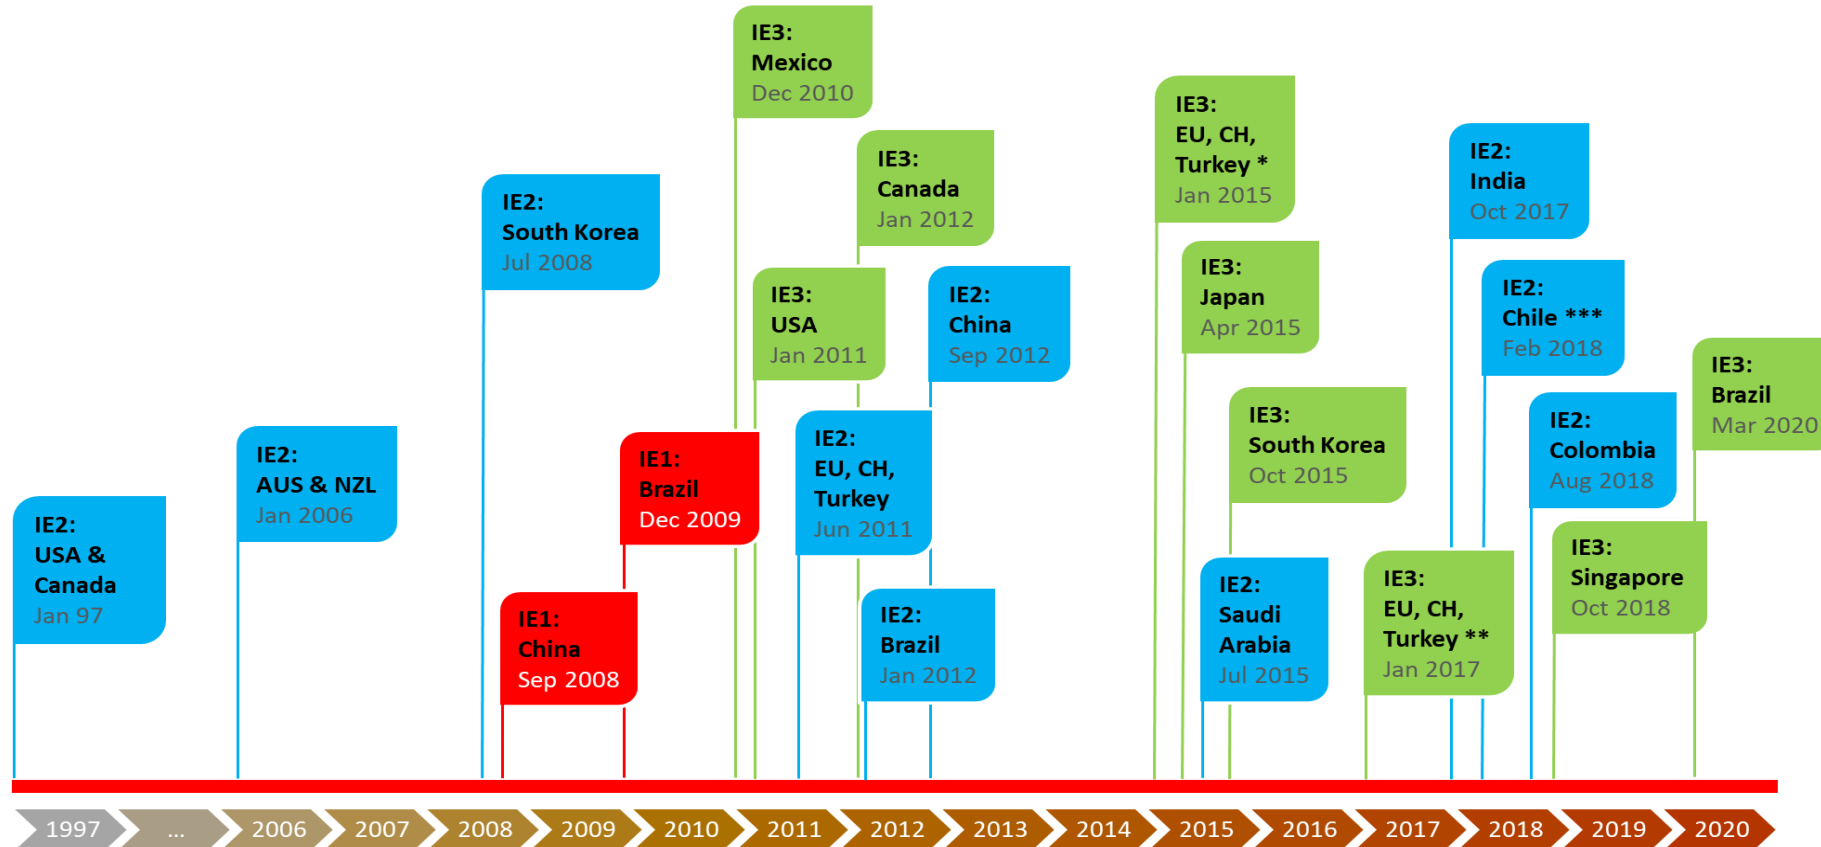 IE3:
Mexico
Dec 2010
IE3:
EU, CH,
Turkey *
Jan 2015
IE2:
India
Oct 2017
IE3:
Canada
Jan 2012
IE2:
South Korea
Jul 2008
IE3:
Japan
Apr 2015
IE2:
Chile ***
Feb 2018
IE3:
USA
Jan 2011
IE2:
China
Sep 2012
IE3:
Brazil
Mar 2020
IE3:
South Korea
Oct 2015
IE2:
Colombia
Aug 2018
IE2:
EU, CH,
Turkey
Jun 2011
IE2:
AUS & NZL
Jan 2006
IE1:
Brazil
Dec 2009
IE2:
USA &
Canada
Jan 97
IE3:
Singapore
Oct 2018
IE3:
EU, CH,
Turkey **
Jan 2017
IE2:
Saudi
Arabia
Jul 2015
IE1:
China
Sep 2008
IE2:
Brazil
Jan 2012
1997 ... 2006 2007 2008 2009 2010 2011 2012 2013 2014 2015 2016 2017 2018 2019 2020